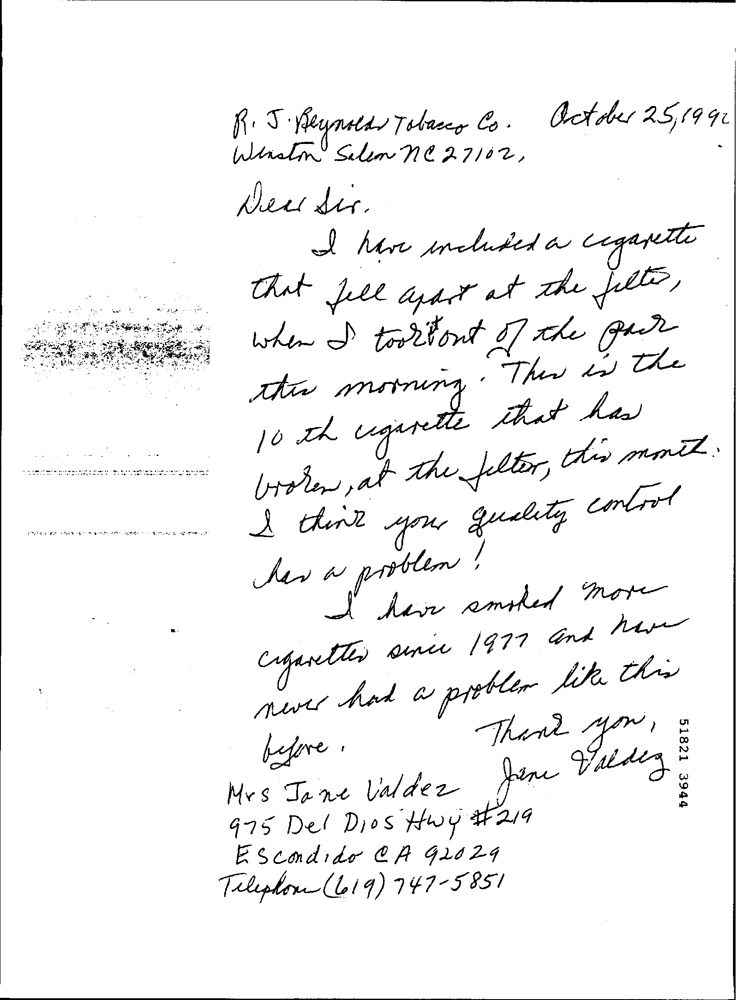 R. J. Reynolds Tobacco Co. October 25, 1992
Winston Salem NC 27102,
Dear Sir.
I have included a cigarette
that fell apart at the filter,
when I took it out of the pack
this morning. This is the
10 th cigarette that has
broken, at the filter, this month.
I think your quality control
has a problem!
I have smoked More
cigarettes since 1977 and have
never had a problem like this
before. Thank you,
Jane Valdez
Mrs Jane Valdez
975 Del Dios Hwy #219
Escondido CA 92029
Telephone (619) 747-5851
51821 3944